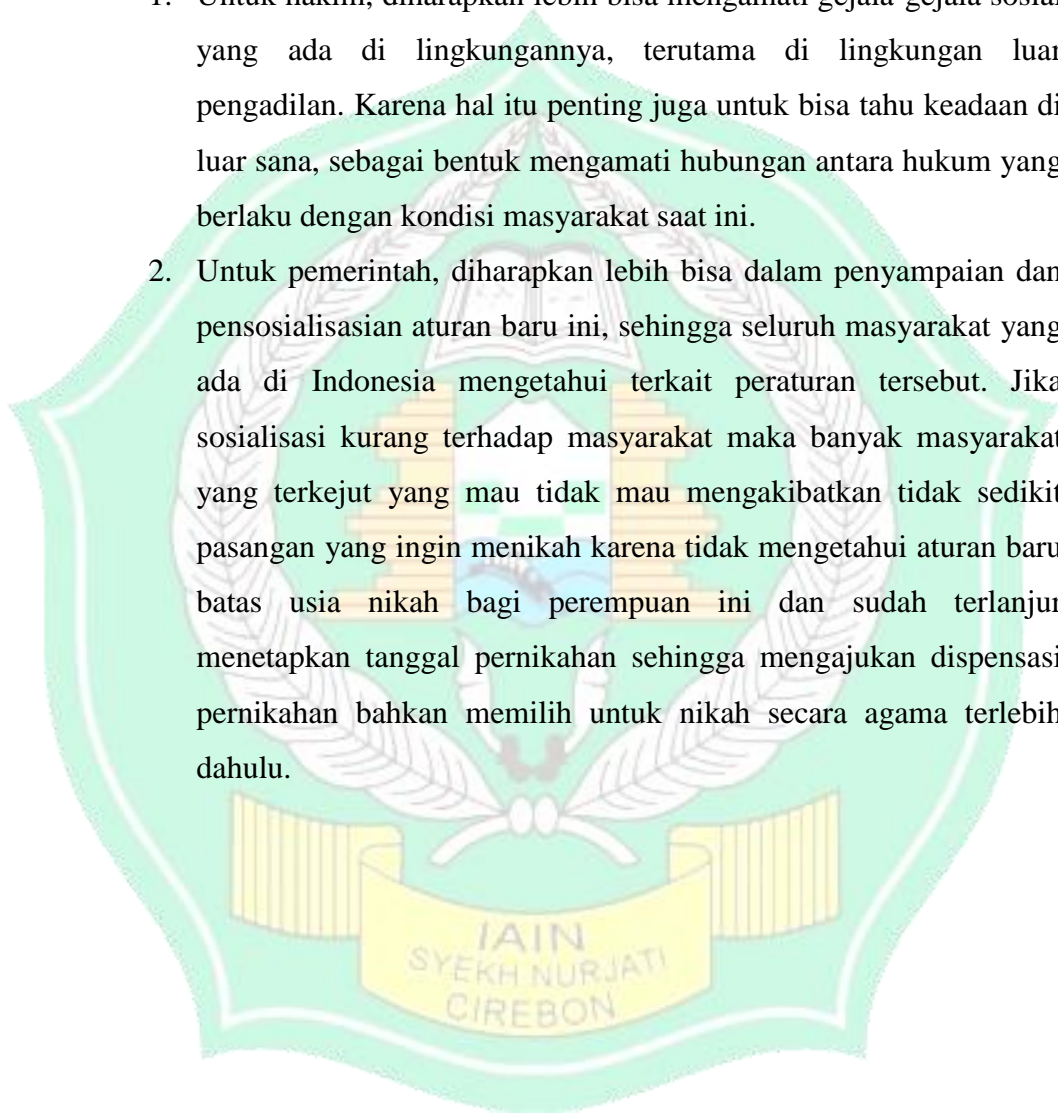 1. Untuk hakim, diharapkan lebih bisa mengamati gejala-gejala sosial
yang ada di lingkungannya, terutama di lingkungan luar
pengadilan. Karena hal itu penting juga untuk bisa tahu keadaan di
luar sana, sebagai bentuk mengamati hubungan antara hukum yang
berlaku dengan kondisi masyarakat saat ini.
2. Untuk pemerintah, diharapkan lebih bisa dalam penyampaian dan
pensosialisasian aturan baru ini, sehingga seluruh masyarakat yang
ada di Indonesia mengetahui terkait peraturan tersebut. Jika
sosialisasi kurang terhadap masyarakat maka banyak masyarakat
yang terkejut yang mau tidak mau mengakibatkan tidak sedikit
pasangan yang ingin menikah karena tidak mengetahui aturan baru
batas usia nikah bagi perempuan ini dan sudah terlanjur
menetapkan tanggal pernikahan sehingga mengajukan dispensasi
pernikahan bahkan memilih untuk nikah secara agama terlebih
dahulu.
IAIN
SYEKH NURJATI
CIREBON